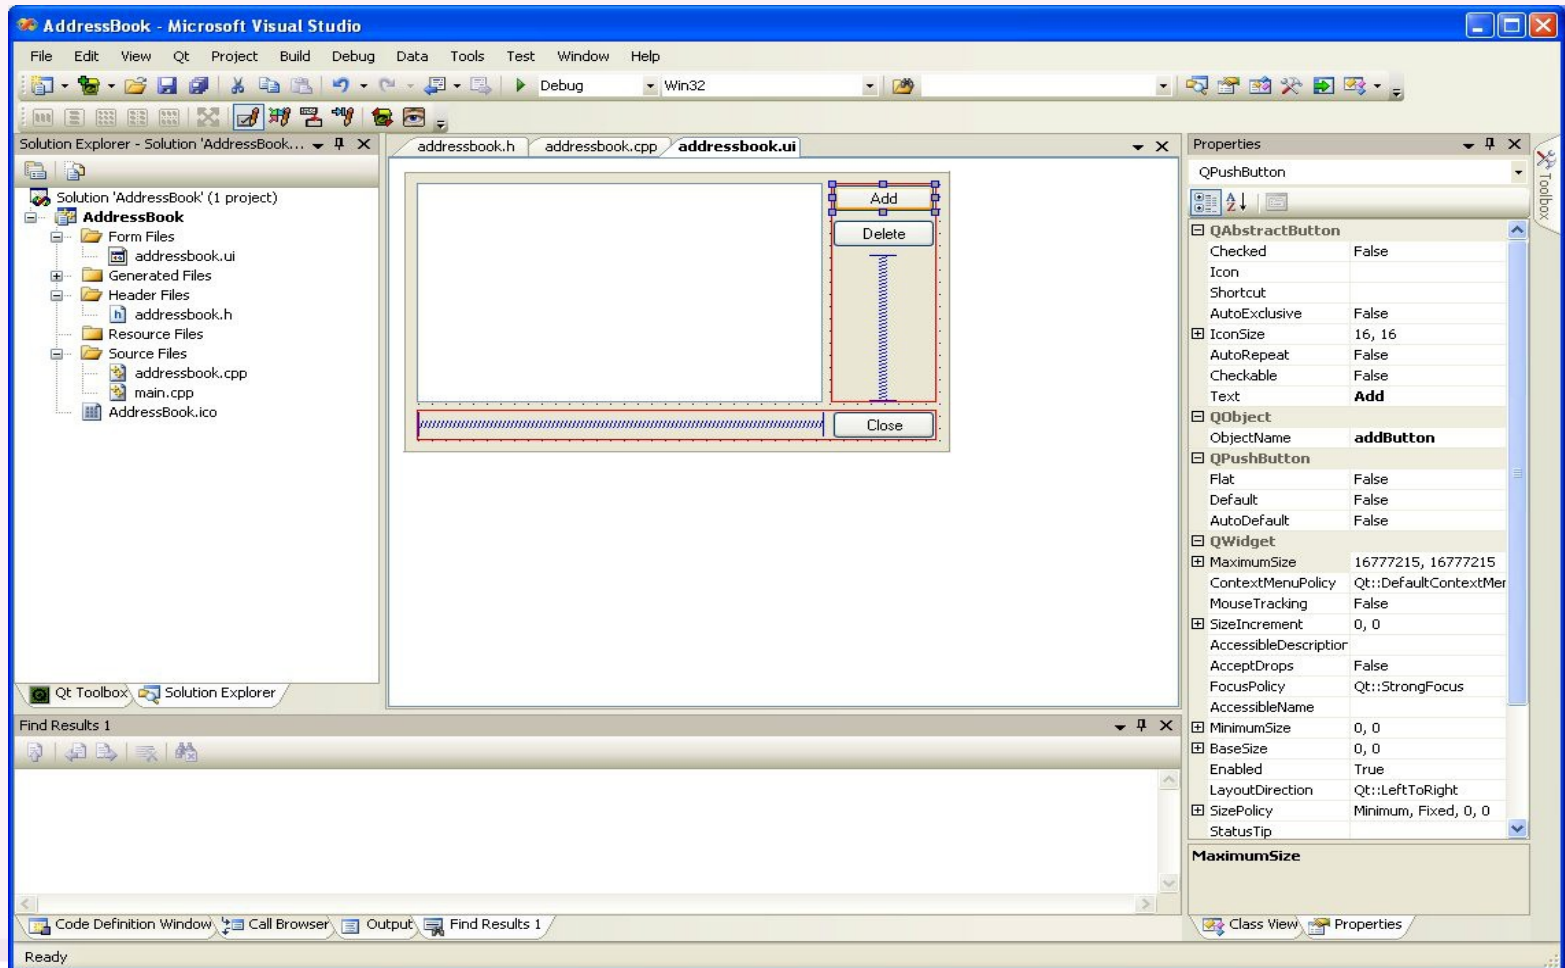 AddressBook - Microsoft Visual Studio
File Edit View Qt Project Build Debug Data Tools Test Window Help
Debug Win32
Solution Explorer - Solution 'AddressBook...
Solution 'AddressBook' (1 project)
AddressBook
Form Files
addressbook.ui
Generated Files
Header Files
addressbook.h
Resource Files
Source Files
addressbook.cpp
main.cpp
AddressBook.ico
Qt Toolbox Solution Explorer
addressbook.h addressbook.cpp addressbook.ui
Add
Delete
Close
Properties
QPushButton
QAbstractButton
Checked False
Icon
Shortcut
AutoExclusive False
IconSize 16, 16
AutoRepeat False
Checkable False
Text Add
QObject
ObjectName addButton
QPushButton
Flat False
Default False
AutoDefault False
QWidget
MaximumSize 16777215, 16777215
ContextMenuPolicy Qt::DefaultContextMer
MouseTracking False
SizeIncrement 0, 0
AccessibleDescription
AcceptDrops False
FocusPolicy Qt::StrongFocus
AccessibleName
MinimumSize 0, 0
BaseSize 0, 0
Enabled True
LayoutDirection Qt::LeftToRight
SizePolicy Minimum, Fixed, 0, 0
StatusTip
MaximumSize
Class View Properties
Toolbox
Find Results 1
Code Definition Window Call Browser Output Find Results 1
Ready